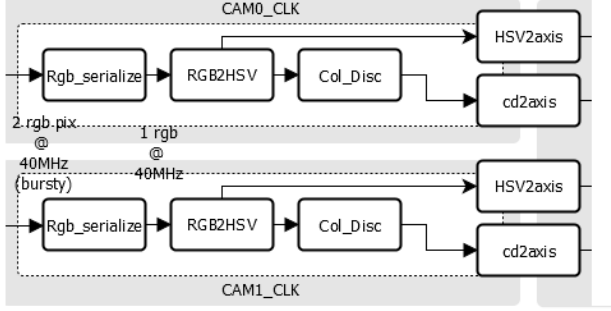 CAM0_CLK
HSV2axis
Rgb_serialize
RGB2HSV
Col_Disc
cd2axis
2 rgb pix
@
40MHz
(bursty)
1 rgb
@
40MHz
HSV2axis
Rgb_serialize
RGB2HSV
Col_Disc
cd2axis
CAM1_CLK